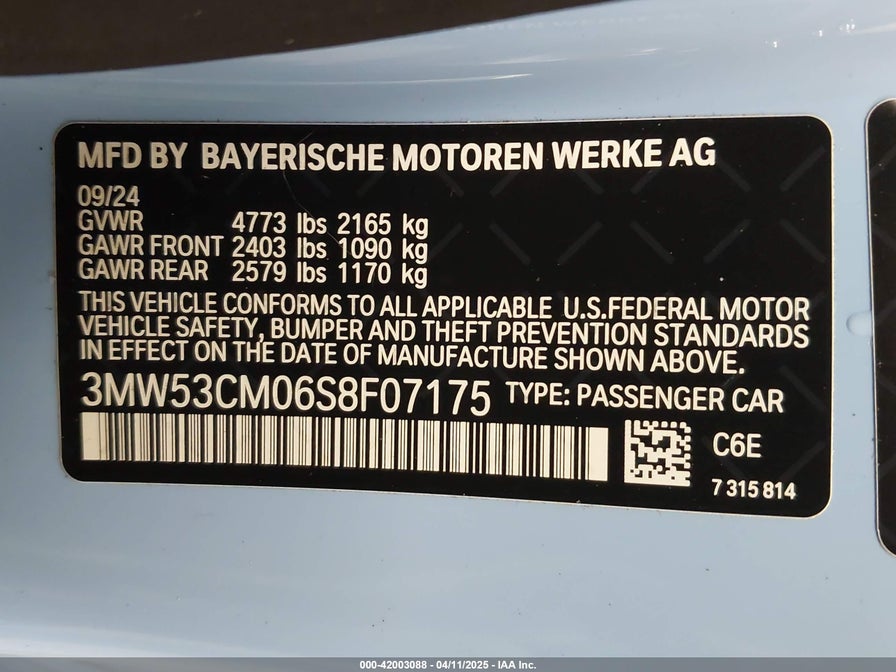 MFD BY BAYERISCHE MOTOREN WERKE AG
09/24
GVWR 4773 lbs 2165 kg
GAWR FRONT 2403 lbs 1090 kg
GAWR REAR 2579 lbs 1170 kg
THIS VEHICLE CONFORMS TO ALL APPLICABLE U.S.FEDERAL MOTOR
VEHICLE SAFETY, BUMPER AND THEFT PREVENTION STANDARDS
IN EFFECT ON THE DATE OF MANUFACTURE SHOWN ABOVE.
3MW53CM06S8F07175 TYPE: PASSENGER CAR
C6E
7 315 814
000-42003088 - 04/11/2025 - IAA Inc.